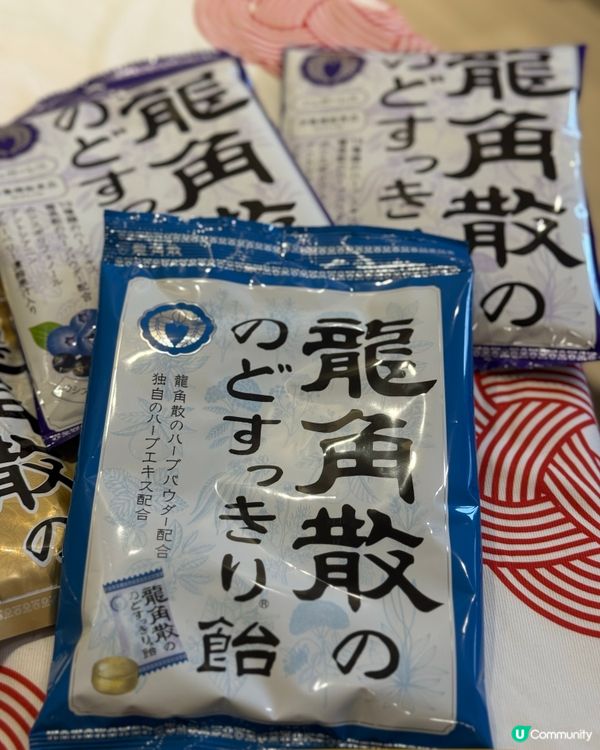 龍角散
龍角散の
のどすっきり®飴
龍角散のハーブパウダー配合
独自のハーブエキス配合
龍角散の
のどすっきり飴
龍角散
のどすっ
龍角散の
のどすっき
散の
U Community